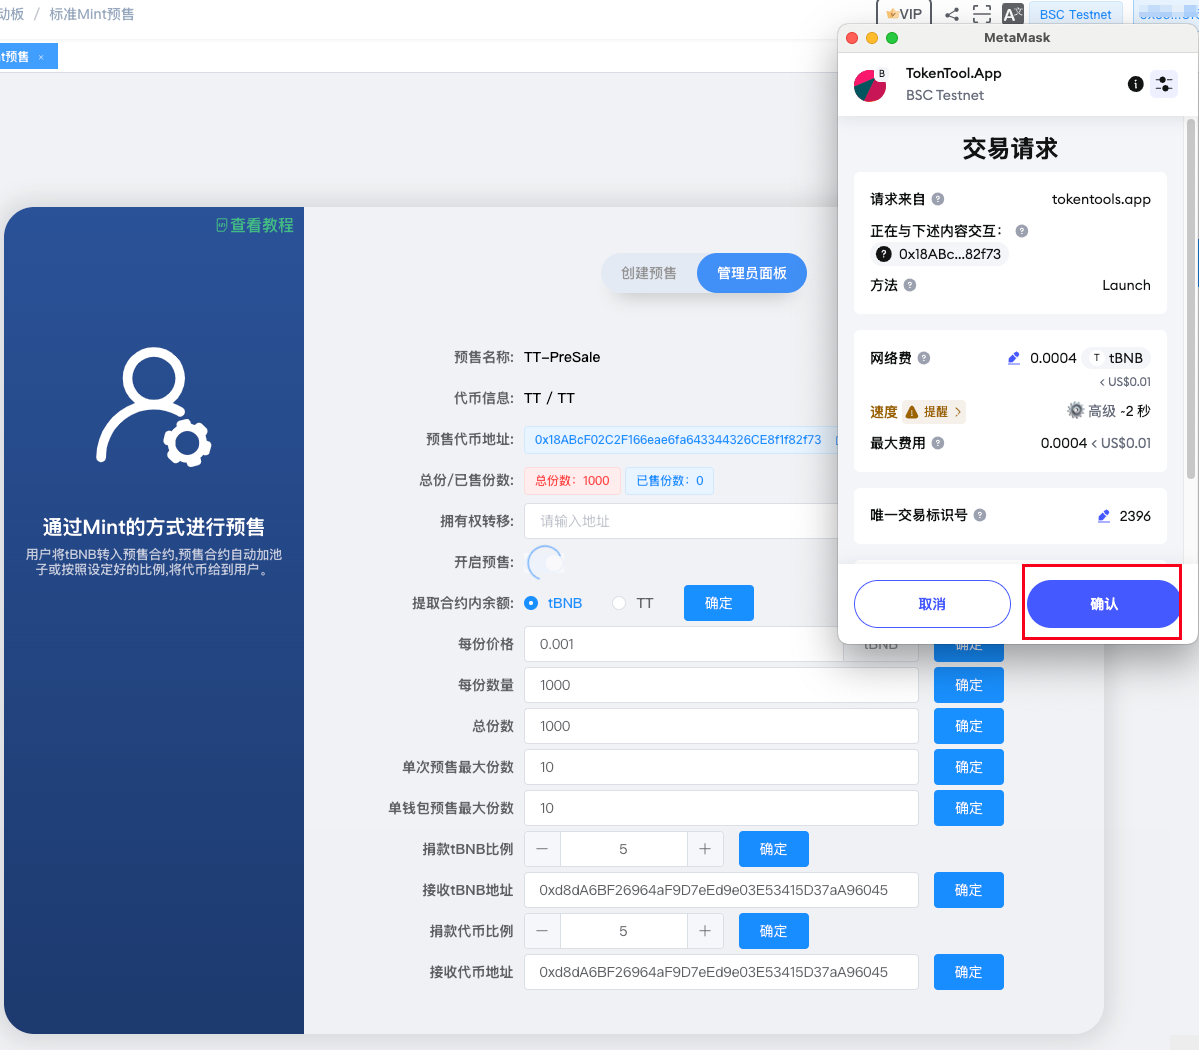 动板 / 标准Mint预售
VIP
BSC Testnet
t预售 ×
MetaMask
TokenTool.App
BSC Testnet
交易请求
请求来自
tokentools.app
正在与下述内容交互：
0x18ABc...82f73
方法
Launch
网络费
0.0004 T tBNB
< US$0.01
速度 提醒 >
高级 ~2 秒
最大费用
0.0004 < US$0.01
唯一交易标识号
2396
取消
确认
查看教程
通过Mint的方式进行预售
用户将tBNB转入预售合约,预售合约自动加池
子或按照设定好的比例,将代币给到用户。
创建预售
管理员面板
预售名称: TT-PreSale
代币信息: TT / TT
预售代币地址: 0x18ABcF02C2F166eae6fa643344326CE8f1f82f73
总份/已售份数: 总份数：1000 已售份数：0
拥有权转移: 请输入地址
开启预售:
提取合约内余额: tBNB TT 确定
每份价格 0.001 tBNB 确定
每份数量 1000 确定
总份数 1000 确定
单次预售最大份数 10 确定
单钱包预售最大份数 10 确定
捐款tBNB比例 — 5 + 确定
接收tBNB地址 0xd8dA6BF26964aF9D7eEd9e03E53415D37aA96045 确定
捐款代币比例 — 5 + 确定
接收代币地址 0xd8dA6BF26964aF9D7eEd9e03E53415D37aA96045 确定